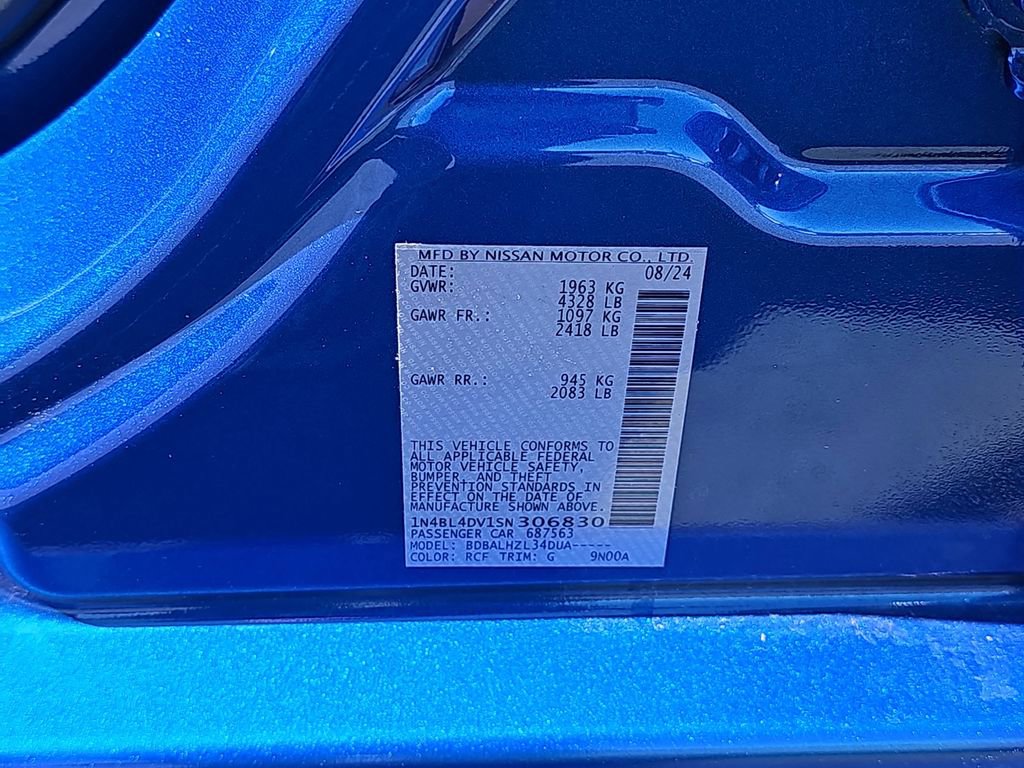 MFD BY NISSAN MOTOR CO., LTD.
DATE: 08/24
GVWR: 1963 KG
4328 LB
GAWR FR.: 1097 KG
2418 LB
GAWR RR.: 945 KG
2083 LB
THIS VEHICLE CONFORMS TO
ALL APPLICABLE FEDERAL
MOTOR VEHICLE SAFETY,
BUMPER, AND THEFT
PREVENTION STANDARDS IN
EFFECT ON THE DATE OF
MANUFACTURE SHOWN ABOVE.
1N4BL4DV1SN306830
PASSENGER CAR 687563
MODEL: BDBALHZL34DUA-----
COLOR: RCF TRIM: G 9N00A